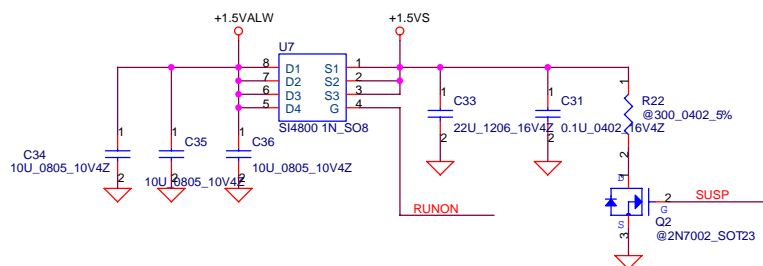 +1.5VALW
+1.5VS
U7
8 D1 S1 1
7 D2 S2 2
6 D3 S3 3
5 D4 G 4
SI4800 1N_SO8
1
C34
10U_0805_10V4Z
2
1
C35
10U_0805_10V4Z
2
1
C36
10U_0805_10V4Z
2
1
C33
22U_1206_16V4Z
2
1
C31
0.1U_0402_16V4Z
2
1
R22
@300_0402_5%
2
RUNON
1
D
2
G
SUSP
S
3
Q2
@2N7002_SOT23